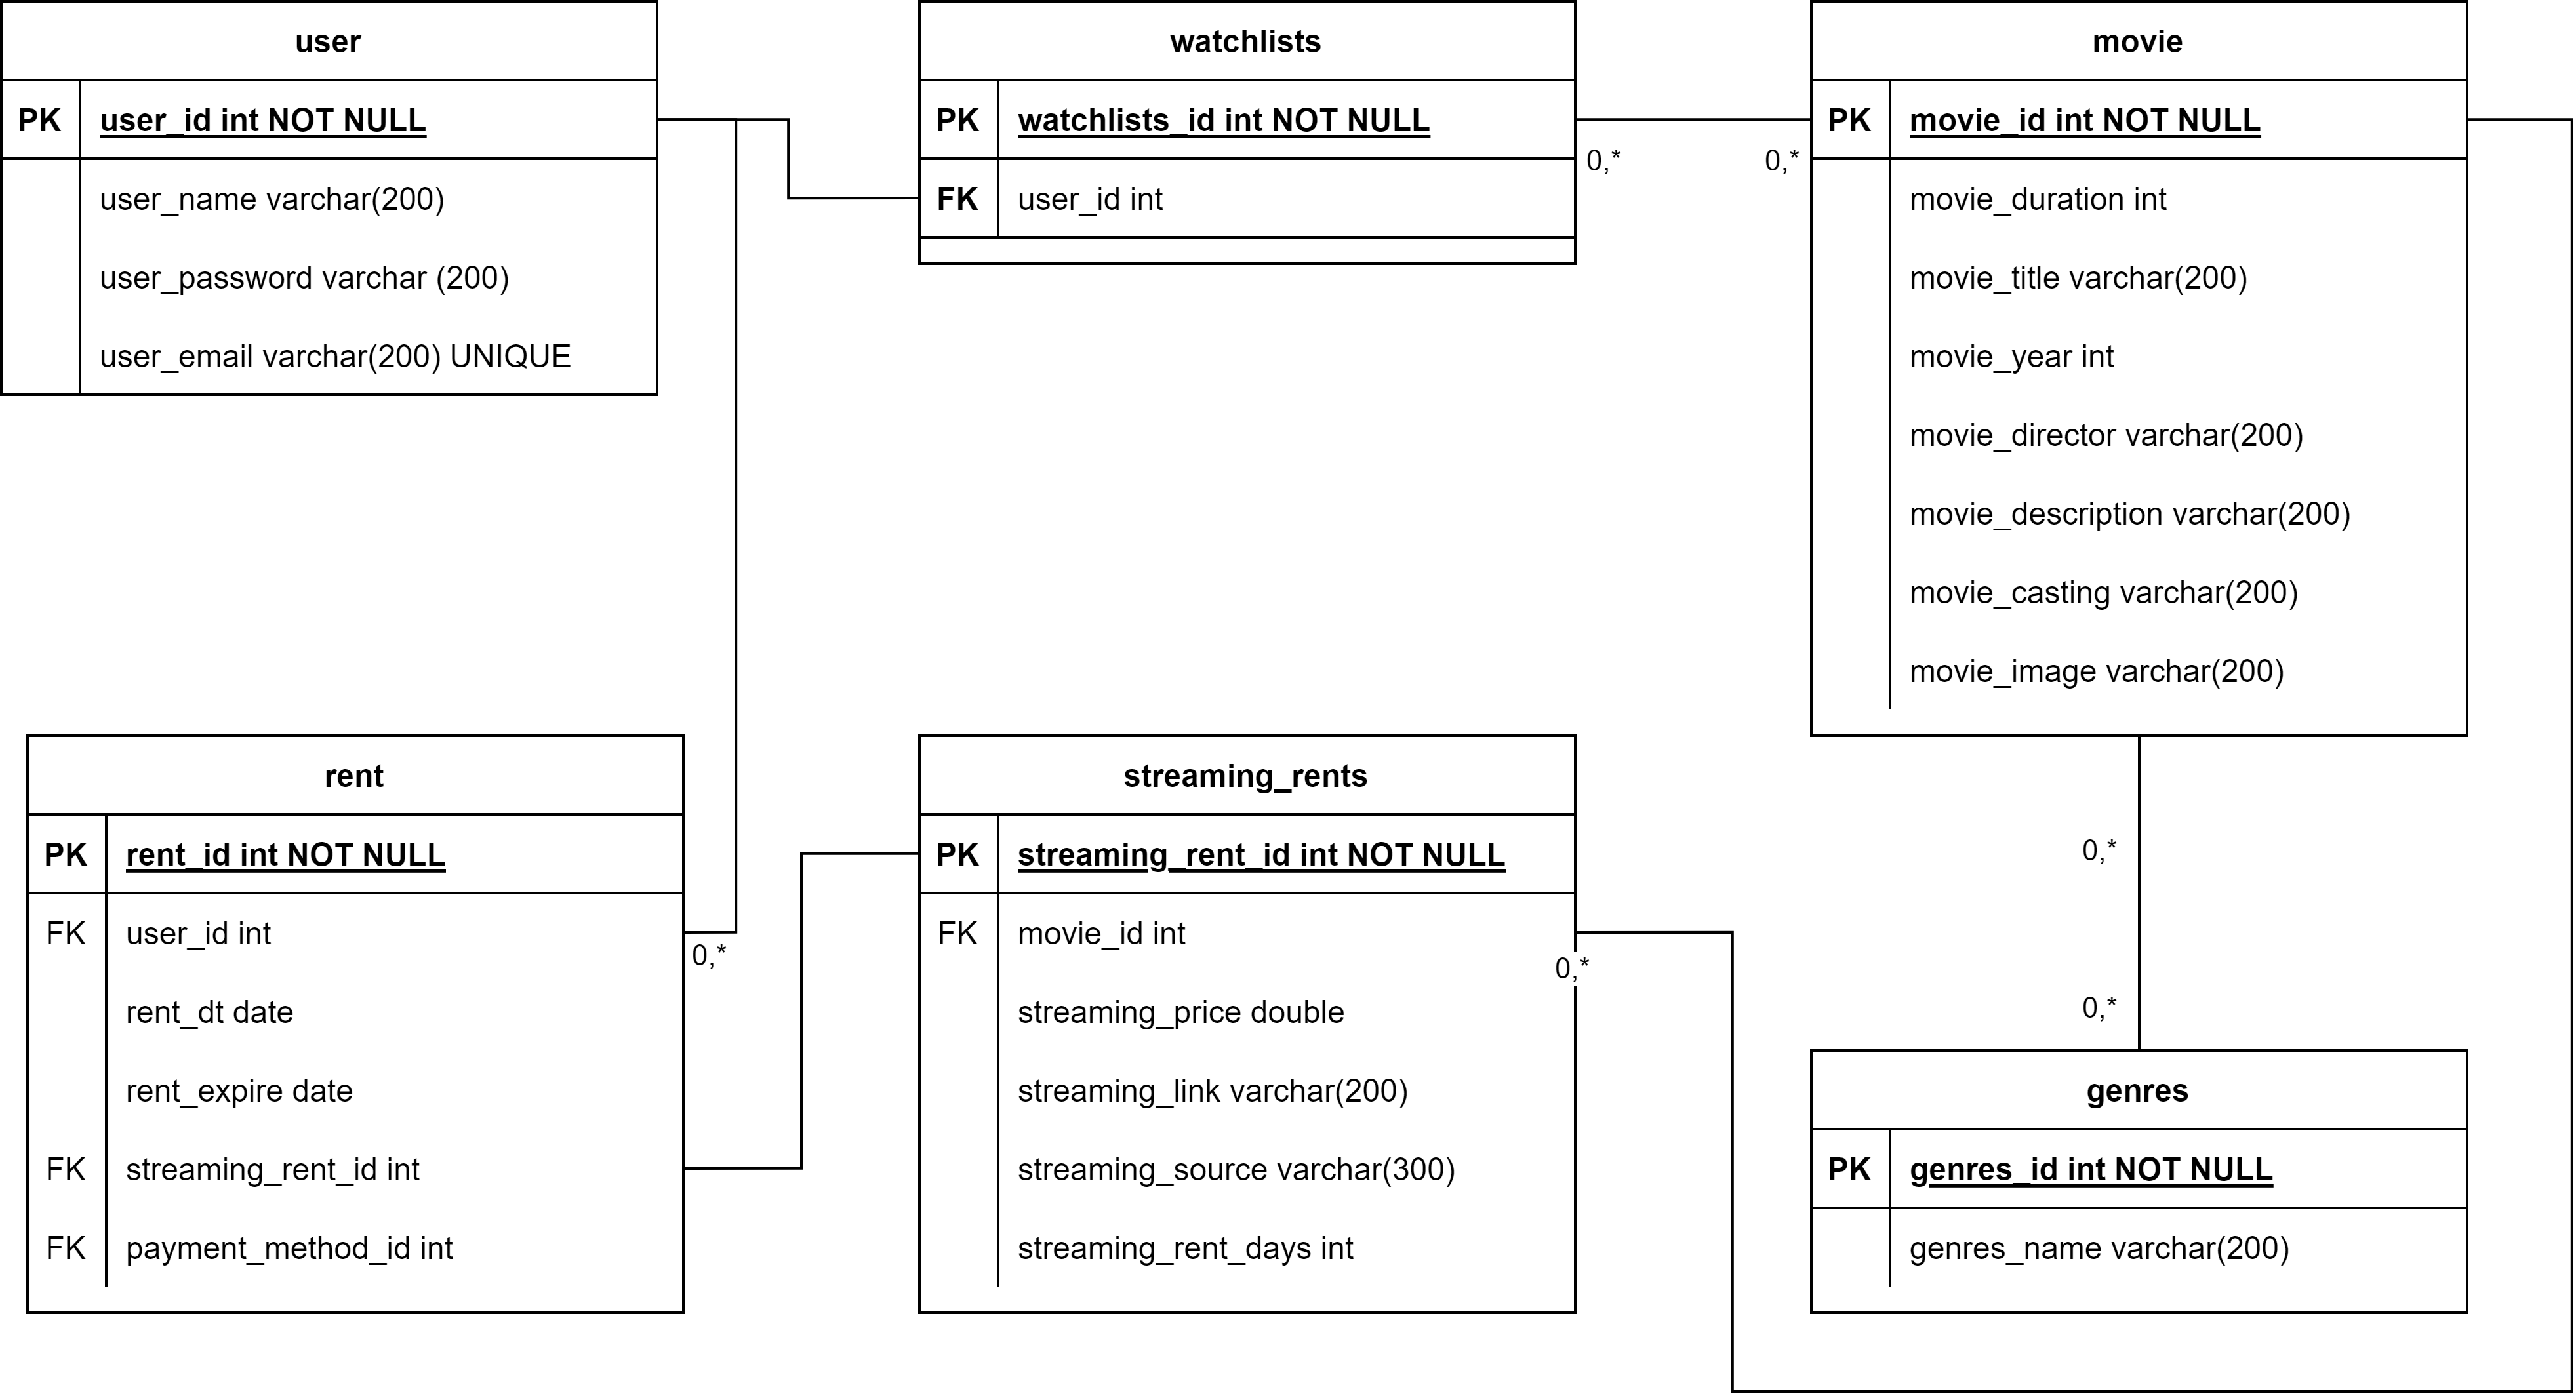 user
PK user_id int NOT NULL
user_name varchar(200)
user_password varchar (200)
user_email varchar(200) UNIQUE
watchlists
PK watchlists_id int NOT NULL
FK user_id int
0,*
0,*
movie
PK movie_id int NOT NULL
movie_duration int
movie_title varchar(200)
movie_year int
movie_director varchar(200)
movie_description varchar(200)
movie_casting varchar(200)
movie_image varchar(200)
rent
PK rent_id int NOT NULL
FK user_id int
0,*
rent_dt date
rent_expire date
FK streaming_rent_id int
FK payment_method_id int
streaming_rents
PK streaming_rent_id int NOT NULL
FK movie_id int
0,*
streaming_price double
streaming_link varchar(200)
streaming_source varchar(300)
streaming_rent_days int
0,*
0,*
genres
PK genres_id int NOT NULL
genres_name varchar(200)